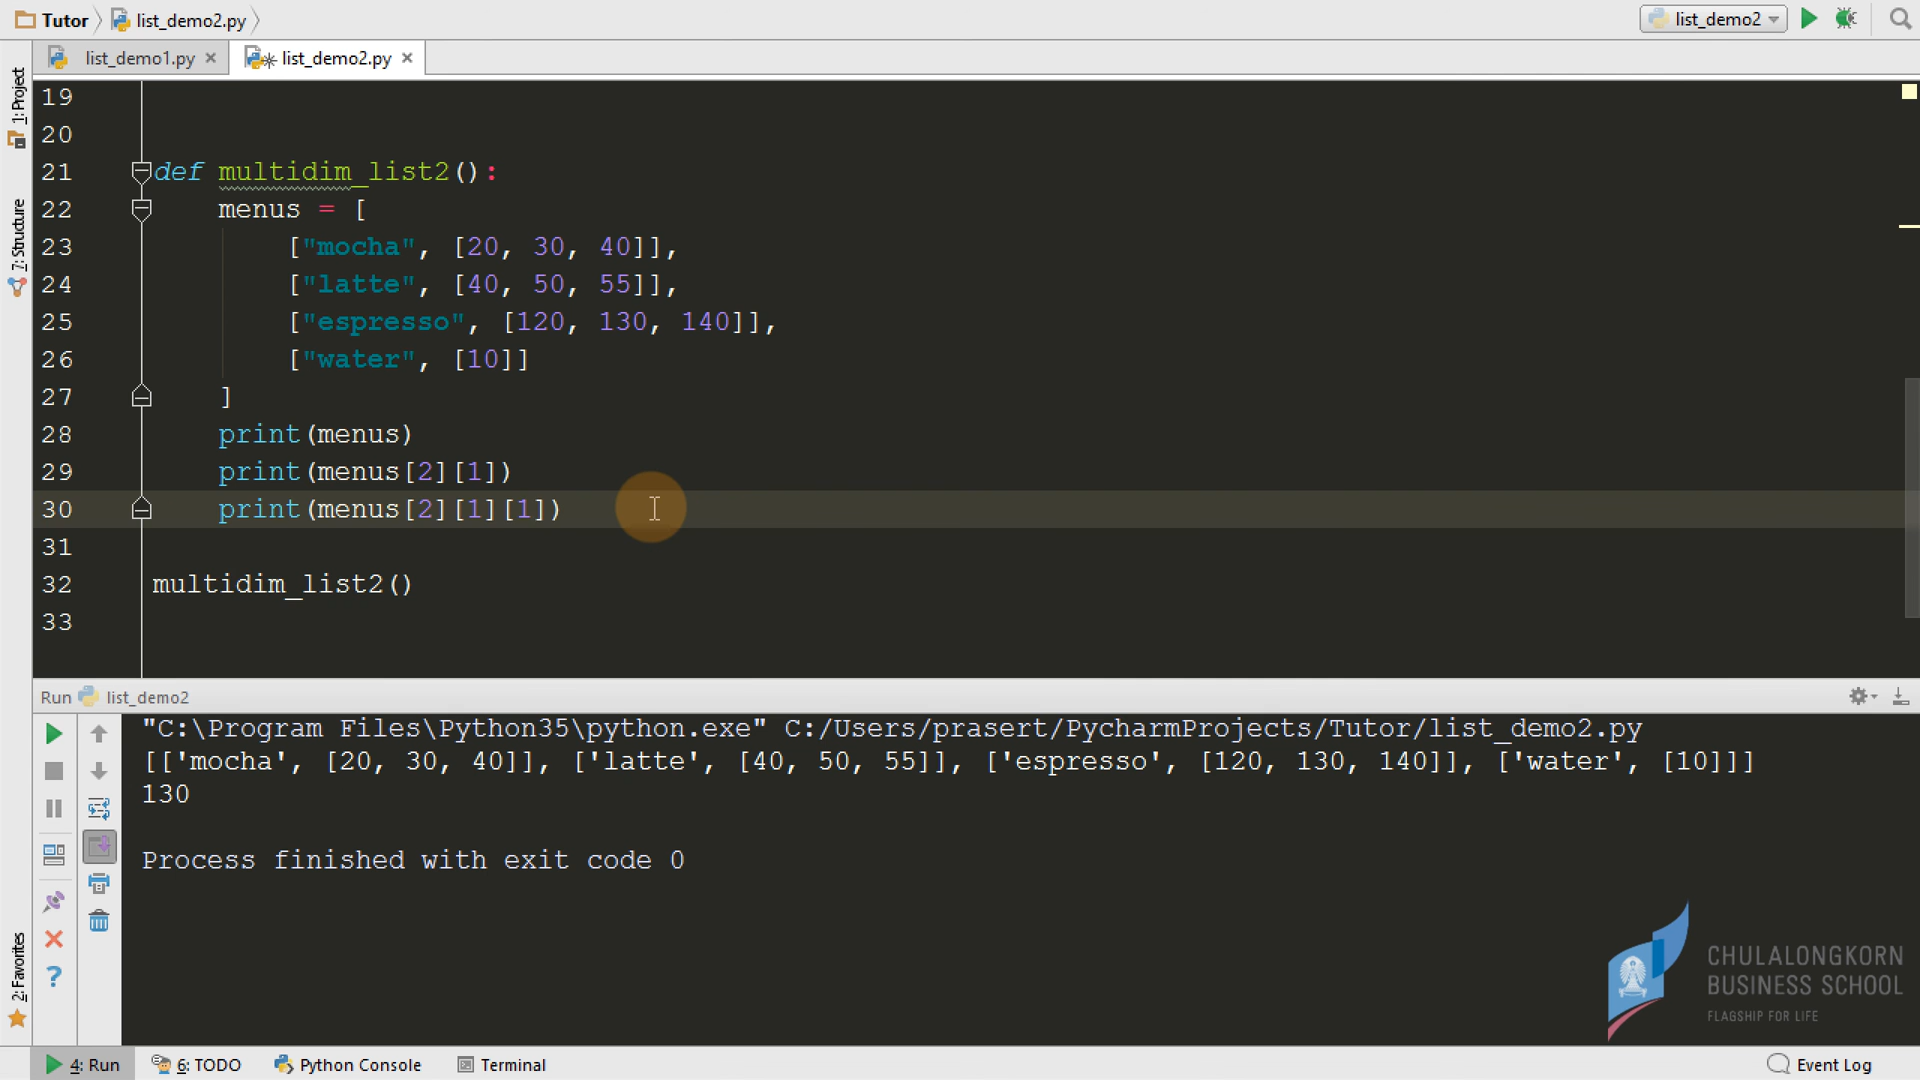 Tutor list_demo2.py
list_demo2
list_demo1.py list_demo2.py
1: Project
7: Structure
2: Favorites
19
20
21 def multidim_list2():
22 menus = [
23 ["mocha", [20, 30, 40]],
24 ["latte", [40, 50, 55]],
25 ["espresso", [120, 130, 140]],
26 ["water", [10]]
27 ]
28 print(menus)
29 print(menus[2][1])
30 print(menus[2][1][1])
31
32 multidim_list2()
33
Run list_demo2
"C:\Program Files\Python35\python.exe" C:/Users/prasert/PycharmProjects/Tutor/list_demo2.py
[['mocha', [20, 30, 40]], ['latte', [40, 50, 55]], ['espresso', [120, 130, 140]], ['water', [10]]]
130
Process finished with exit code 0
CHULALONGKORN
BUSINESS SCHOOL
FLAGSHIP FOR LIFE
4: Run 6: TODO Python Console Terminal Event Log